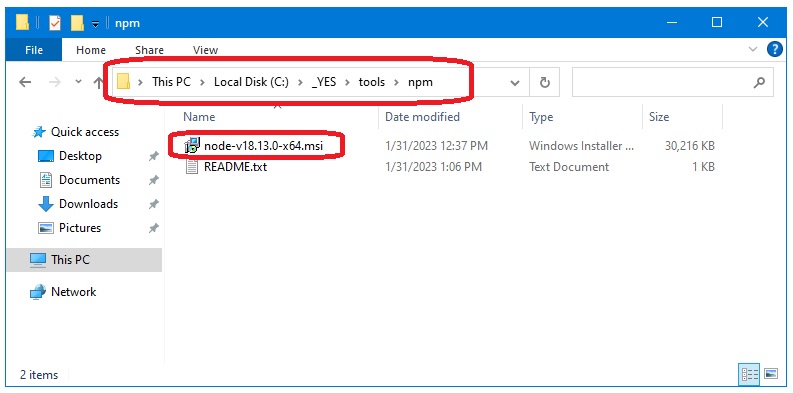 npm
File Home Share View
This PC > Local Disk (C:) > _YES > tools > npm
Name Date modified Type Size
Quick access
Desktop
Documents
Downloads
Pictures
This PC
Network
node-v18.13.0-x64.msi 1/31/2023 12:37 PM Windows Installer ... 30,216 KB
README.txt 1/31/2023 1:06 PM Text Document 1 KB
2 items